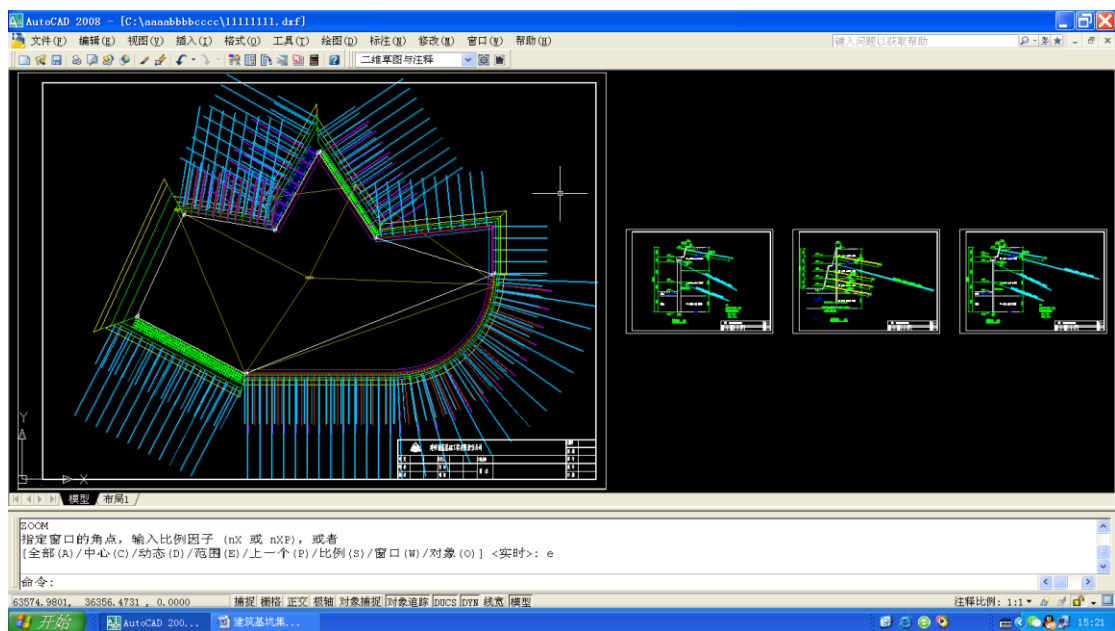 AutoCAD 2008 - [C:\aaaabbbbcccc\11111111.dxf]
文件(F) 编辑(E) 视图(V) 插入(I) 格式(O) 工具(T) 绘图(D) 标注(N) 修改(M) 窗口(W) 帮助(H) 键入问题以获取帮助
二维草图与注释
Y
X
模型 布局1
ZOOM
指定窗口的角点，输入比例因子 (nX 或 nXP)，或者
[全部(A)/中心(C)/动态(D)/范围(E)/上一个(P)/比例(S)/窗口(W)/对象(O)] <实时>: e
命令:
63574.9801, 36356.4731 , 0.0000 捕捉 栅格 正交 极轴 对象捕捉 对象追踪 DUCS DYN 线宽 模型 注释比例: 1:1
开始 AutoCAD 200... 建筑基坑集... 15:21